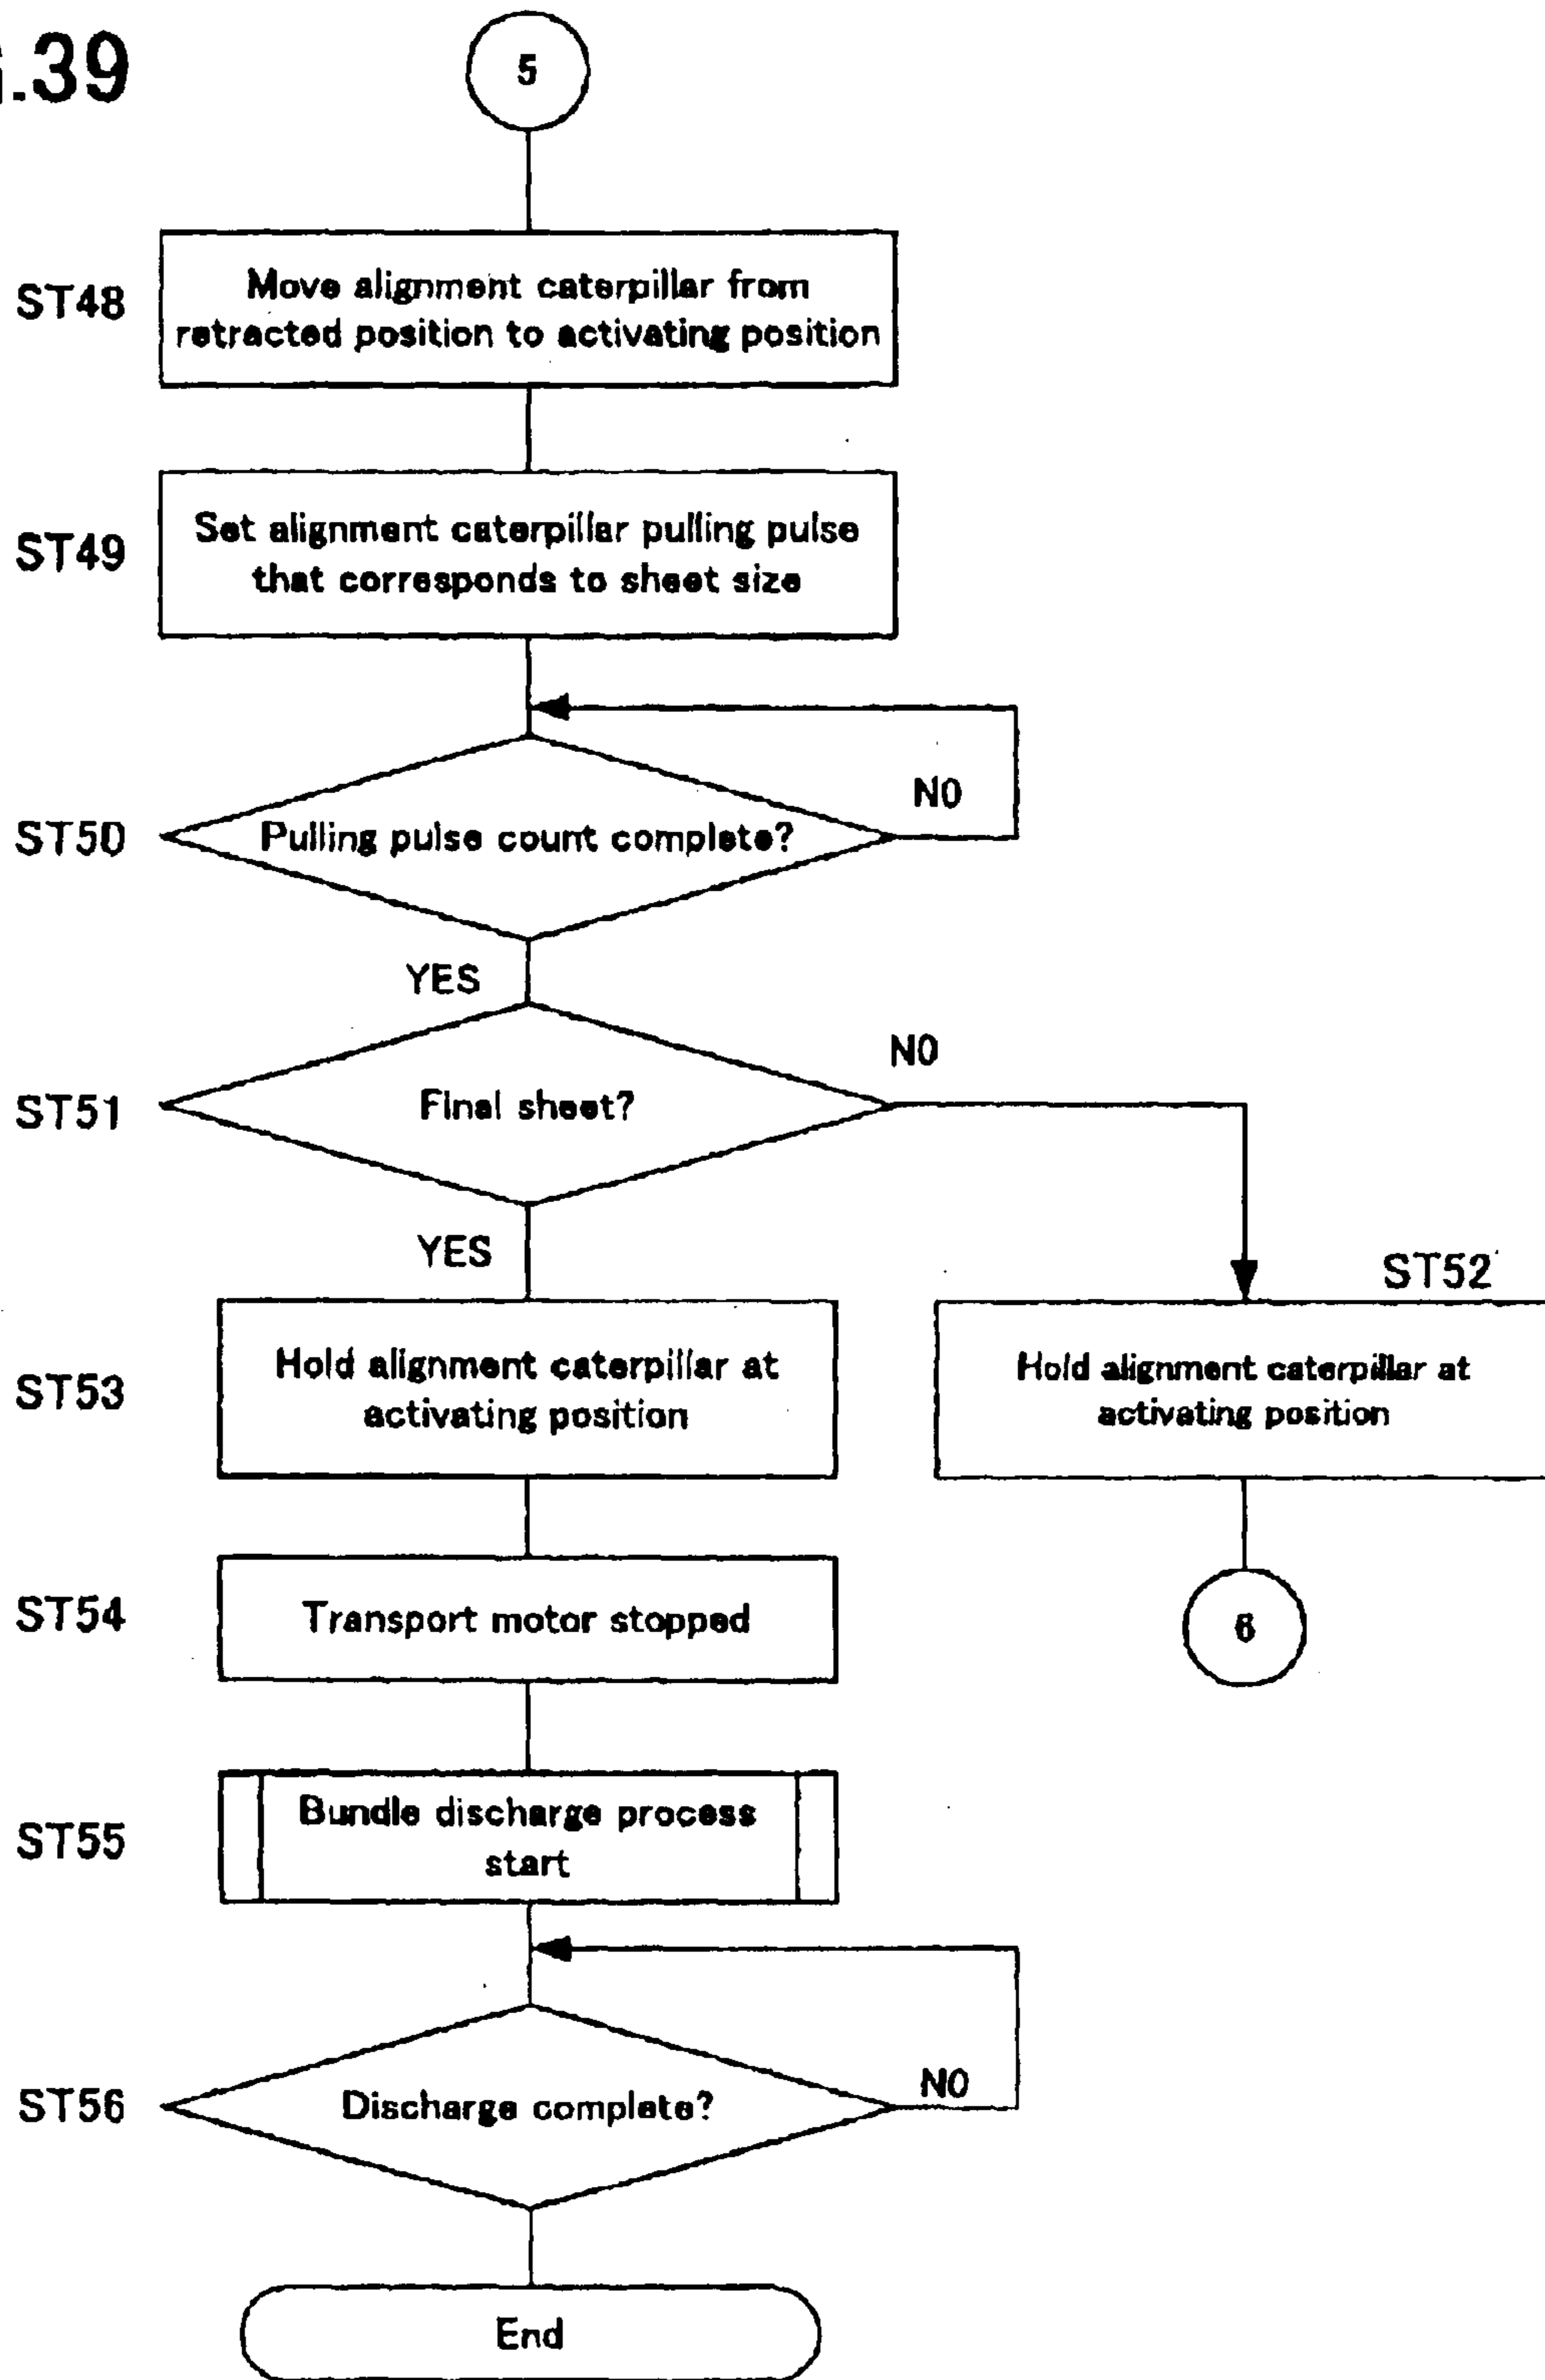 .39
5
ST48
Move alignment caterpillar from
retracted position to activating position
ST49
Set alignment caterpillar pulling pulse
that corresponds to sheet size
NO
ST50
Pulling pulse count complete?
YES
NO
ST51
Final sheet?
YES
ST52
ST53
Hold alignment caterpillar at
activating position
Hold alignment caterpillar at
activating position
ST54
Transport motor stopped
6
ST55
Bundle discharge process
start
ST56
Discharge complete?
NO
End